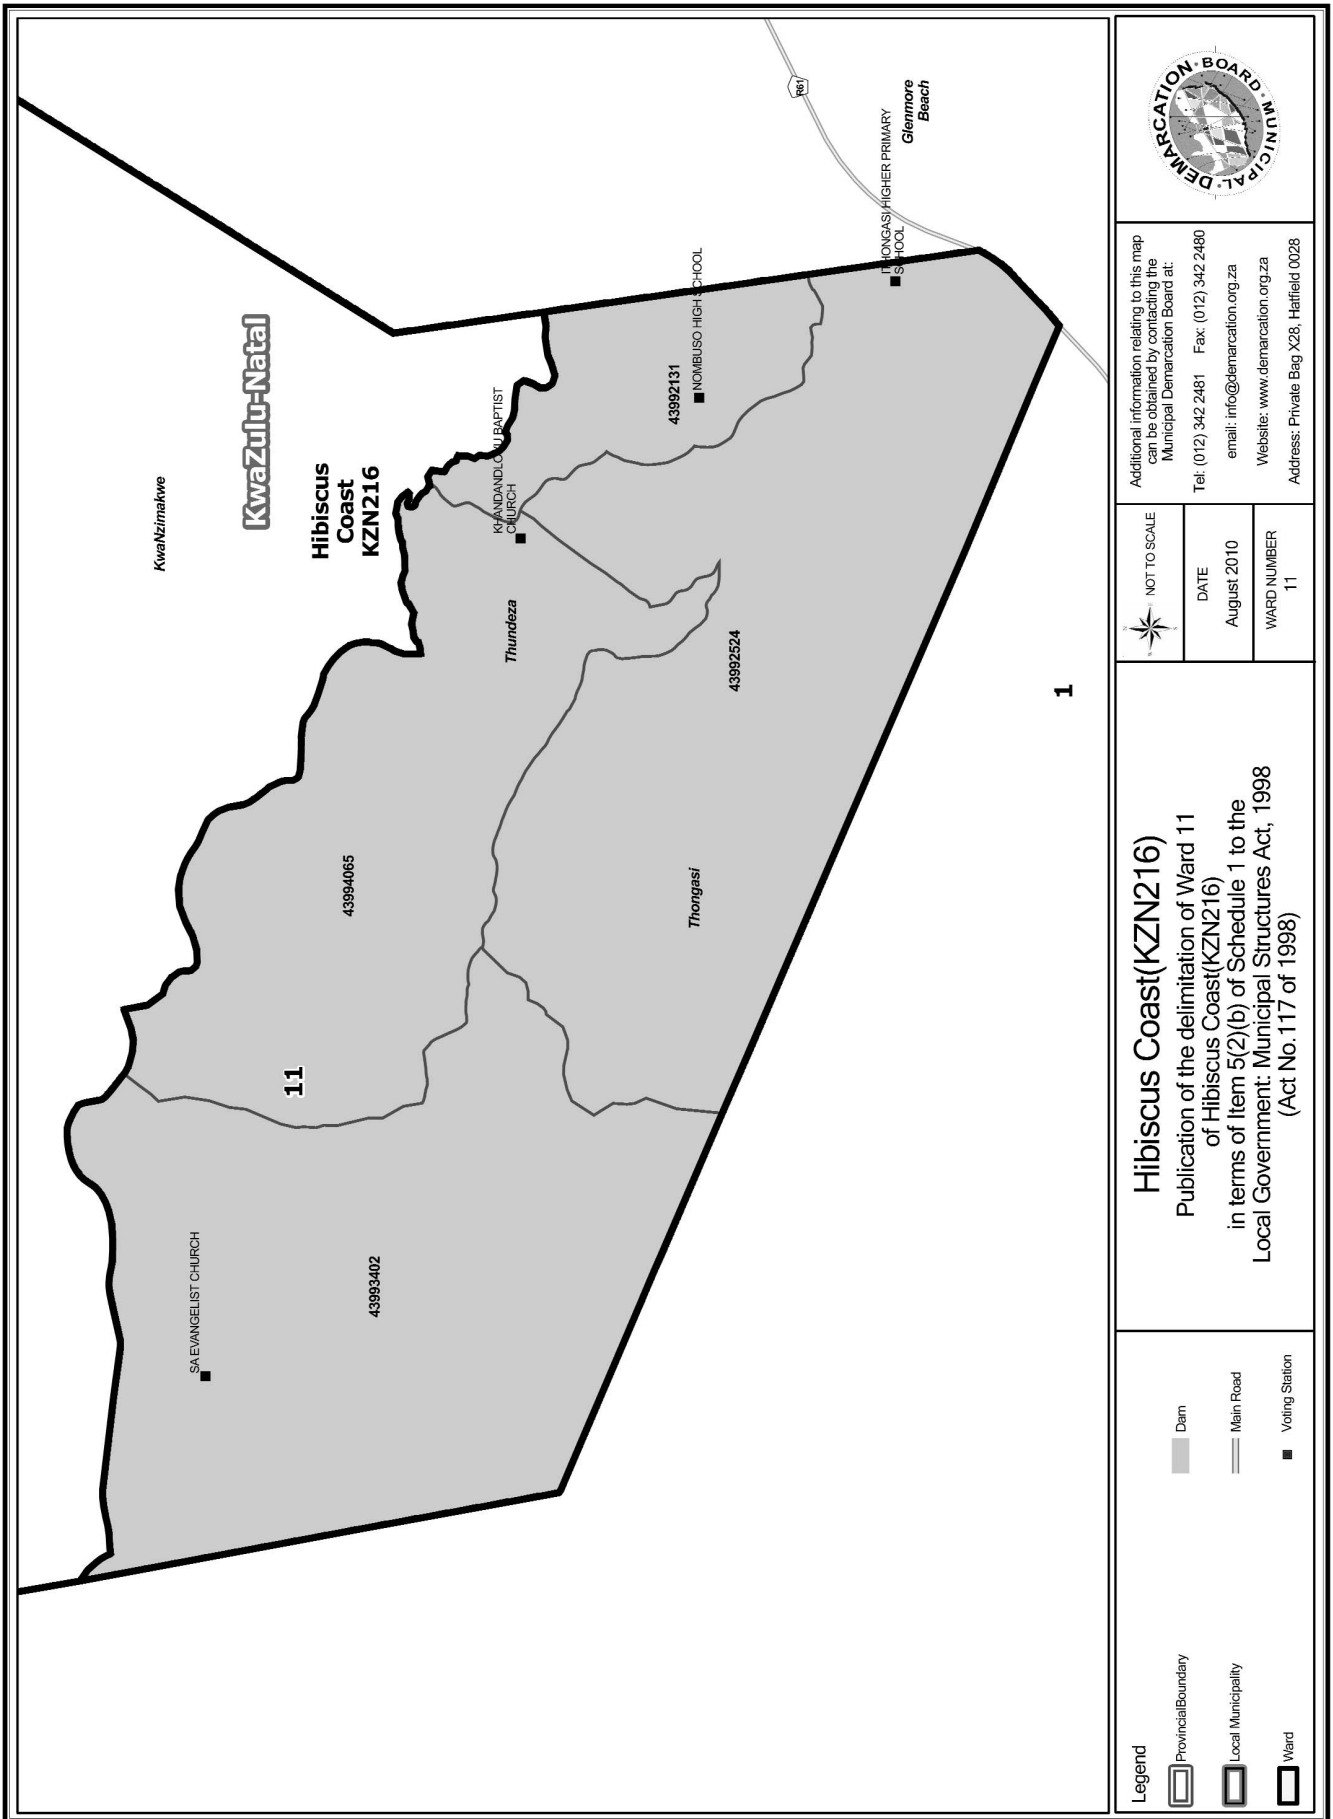 KwaNzimakwe
KwaZulu-Natal
Hibiscus
Coast
KZN216
R61
Glenmore
Beach
SA EVANGELIST CHURCH
11
43994065
43993402
Thundeza
KHANDANDLOVU BAPTIST
CHURCH
43992131
NOMBUSO HIGH SCHOOL
ITHONGASI HIGHER PRIMARY
SCHOOL
Thongasi
43992524
1
Legend
ProvincialBoundary
Local Municipality
Ward
Dam
Main Road
Voting Station
Hibiscus Coast(KZN216)
Publication of the delimitation of Ward 11
of Hibiscus Coast(KZN216)
in terms of Item 5(2)(b) of Schedule 1 to the
Local Government: Municipal Structures Act, 1998
(Act No.117 of 1998)
NOT TO SCALE
DATE
August 2010
WARD NUMBER
11
Additional information relating to this map
can be obtained by contacting the
Municipal Demarcation Board at:
Tel: (012) 342 2481 Fax: (012) 342 2480
email: info@demarcation.org.za
Website: www.demarcation.org.za
Address: Private Bag X28, Hatfield 0028
DEMARCATION · BOARD · MUNICIPAL ·